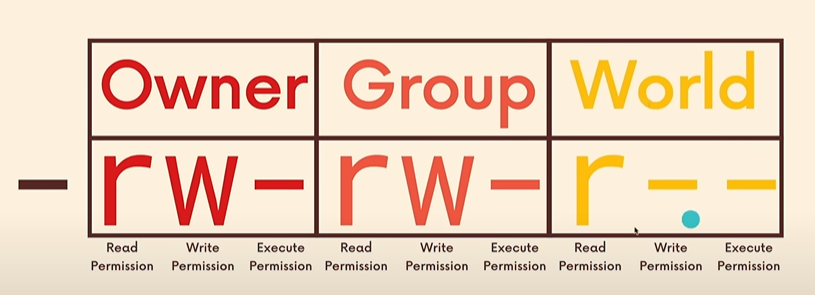 Owner Group World
- rw- rw- r--
Read Write Execute Read Write Execute Read Write Execute
Permission Permission Permission Permission Permission Permission Permission Permission Permission